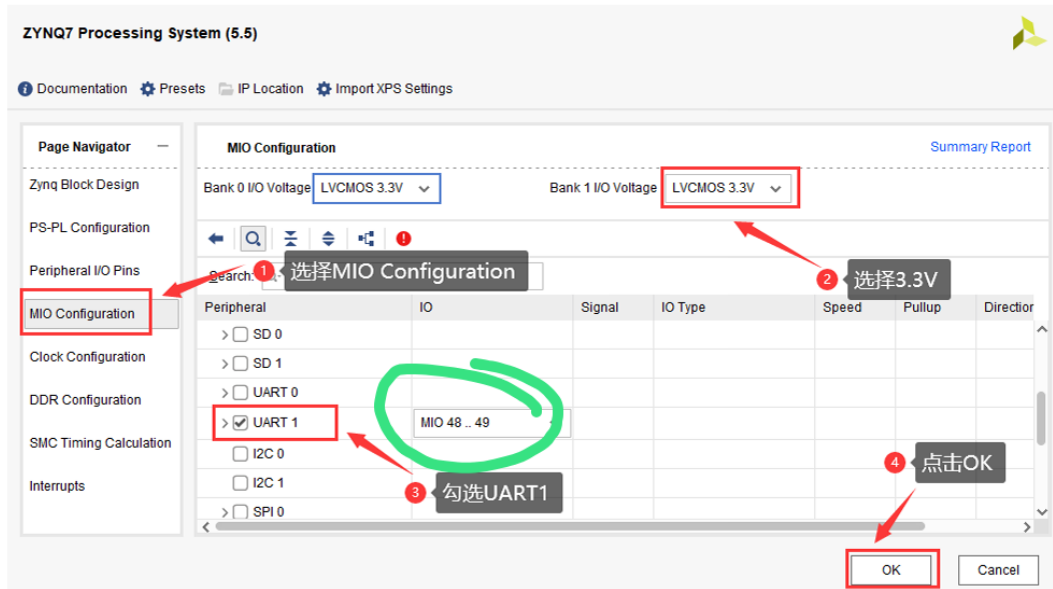 ZYNQ7 Processing System (5.5)
Documentation Presets IP Location Import XPS Settings
Page Navigator
MIO Configuration
Summary Report
Zynq Block Design
Bank 0 I/O Voltage LVCMOS 3.3V
Bank 1 I/O Voltage LVCMOS 3.3V
PS-PL Configuration
Peripheral I/O Pins
Search:
1 选择MIO Configuration
2 选择3.3V
MIO Configuration
Peripheral IO Signal IO Type Speed Pullup Direction
SD 0
Clock Configuration
SD 1
DDR Configuration
UART 0
UART 1 MIO 48 .. 49
SMC Timing Calculation
I2C 0
4 点击OK
Interrupts
I2C 1
3 勾选UART1
SPI 0
OK Cancel